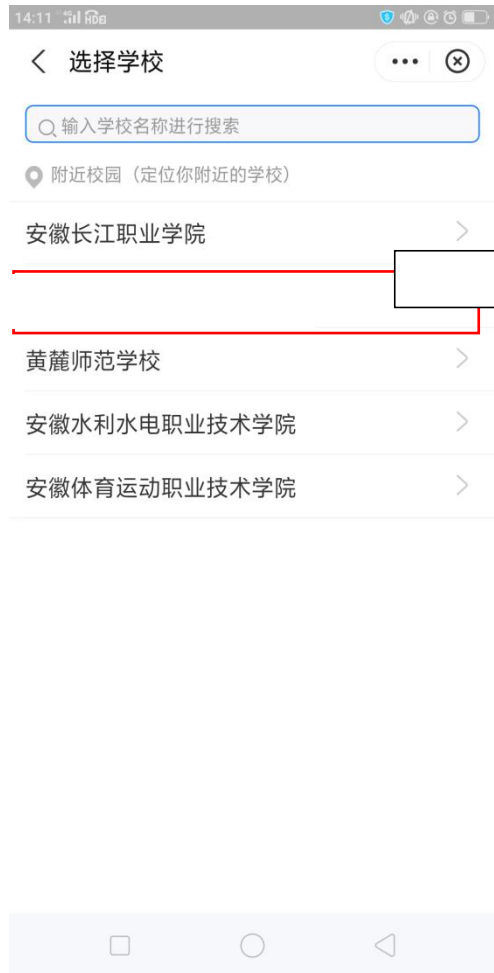 14:11 4G HD
选择学校
输入学校名称进行搜索
附近校园（定位你附近的学校）
安徽长江职业学院
黄麓师范学校
安徽水利水电职业技术学院
安徽体育运动职业技术学院